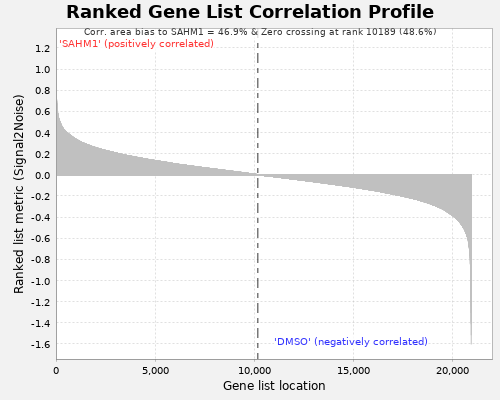 Ranked Gene List Correlation Profile
Corr. area bias to SAHM1 = 46.9% & Zero crossing at rank 10189 (48.6%)
'SAHM1' (positively correlated)
1.2
1.0
0.8
0.6
0.4
0.2
0.0
-0.2
-0.4
-0.6
-0.8
-1.0
-1.2
-1.4
-1.6
Ranked list metric (Signal2Noise)
'DMSO' (negatively correlated)
0 5,000 10,000 15,000 20,000
Gene list location